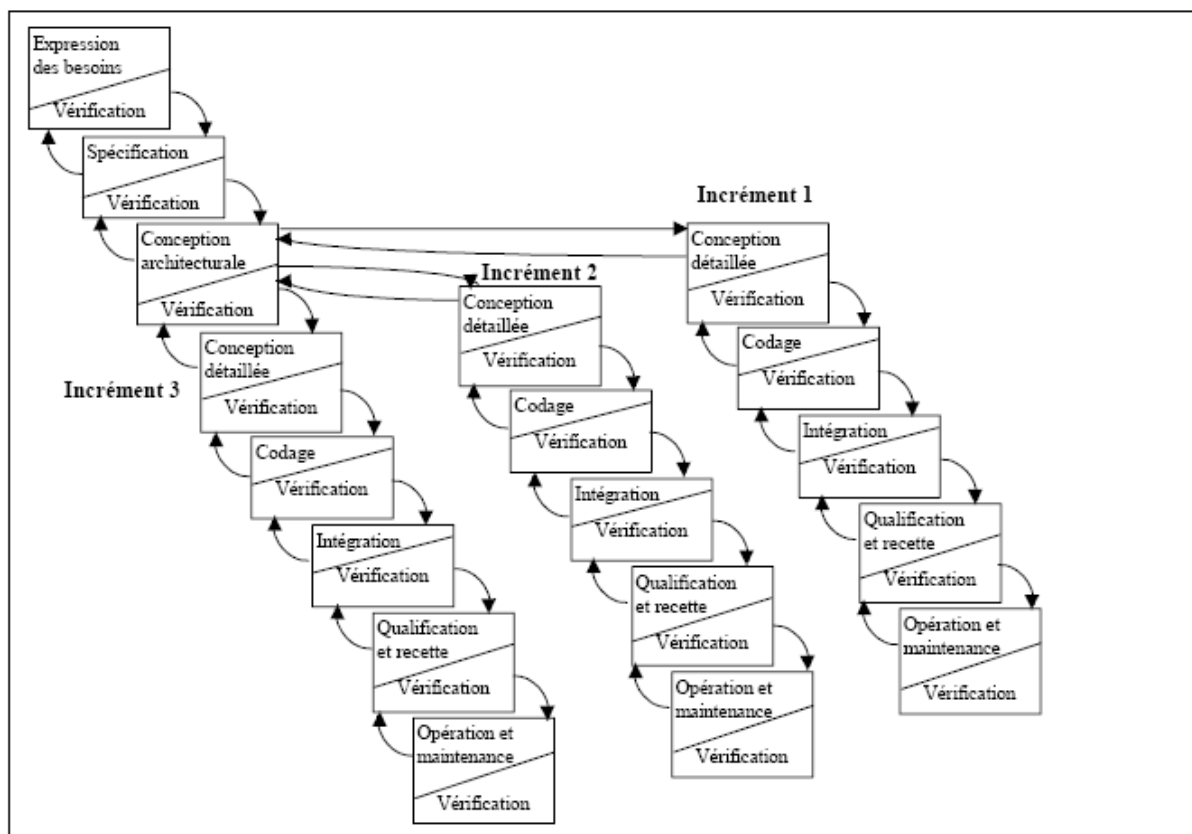 Expression
des besoins
Vérification
Spécification
Vérification
Conception
architecturale
Vérification
Incrément 3
Conception
détaillée
Vérification
Codage
Vérification
Intégration
Vérification
Qualification
et recette
Vérification
Opération et
maintenance
Vérification
Incrément 2
Conception
détaillée
Vérification
Codage
Vérification
Intégration
Vérification
Qualification
et recette
Vérification
Opération et
maintenance
Vérification
Incrément 1
Conception
détaillée
Vérification
Codage
Vérification
Intégration
Vérification
Qualification
et recette
Vérification
Opération et
maintenance
Vérification